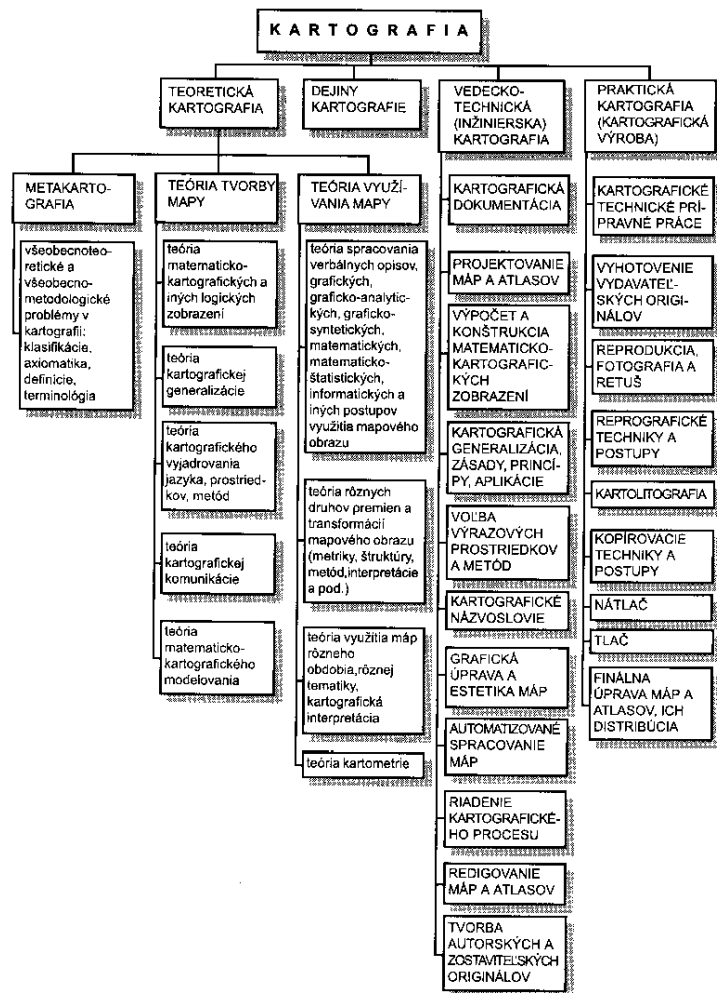 KARTOGRAFIA
TEORETICKÁ
KARTOGRAFIA
DEJINY
KARTOGRAFIE
VEDECKO-
TECHNICKÁ
(INŽINIERSKA)
KARTOGRAFIA
PRAKTICKÁ
KARTOGRAFIA
(KARTOGRAFICKÁ
VÝROBA)
METAKARTO-
GRAFIA
všeobecnoteo-
retické a
všeobecno-
metodologické
problémy v
kartografii:
klasifikácie,
axiomatika,
definície,
terminológia
TEÓRIA TVORBY
MAPY
teória
matematicko-
kartografických a
iných logických
zobrazení
teória
kartografickej
generalizácie
teória
kartografického
vyjadrovania
jazyka, prostried-
kov, metód
teória
kartografickej
komunikácie
teória
matematicko-
kartografického
modelovania
TEÓRIA VYUŽÍ-
VANIA MAPY
teória spracovania
verbálnych opisov,
grafických,
graficko-analytic-
kých, graficko-
syntetických,
matematických,
matematicko-
štatistických,
informatických a
iných postupov
využitia mapového
obrazu
teória rôznych
druhov premien a
transformácií
mapového obrazu
(metriky, štruktúry,
metód,interpretácie
a pod.)
teória využitia máp
rôzneho
obdobia,rôznej
tematiky,
kartografická
interpretácia
teória kartometrie
KARTOGRAFICKÁ
DOKUMENTÁCIA
PROJEKTOVANIE
MÁP A ATLASOV
VÝPOČET A
KONŠTRUKCIA
MATEMATICKO-
KARTOGRAFIC-
KÝCH
ZOBRAZENÍ
KARTOGRAFICKÁ
GENERALIZÁCIA,
ZÁSADY, PRINCÍ-
PY, APLIKÁCIE
VOĽBA
VÝRAZOVÝCH
PROSTRIEDKOV
A METÓD
KARTOGRAFICKÉ
NÁZVOSLOVIE
GRAFICKÁ
ÚPRAVA A
ESTETIKA MÁP
AUTOMATIZOVANÉ
SPRACOVANIE
MÁP
RIADENIE
KARTOGRAFICKÉ-
HO PROCESU
REDIGOVANIE
MÁP A ATLASOV
TVORBA
AUTORSKÝCH A
ZOSTAVITEĽSKÝCH
ORIGINÁLOV
KARTOGRAFICKÉ
TECHNICKÉ PRÍ-
PRAVNÉ PRÁCE
VYHOTOVENIE
VYDAVATEĽ-
SKÝCH ORIGI-
NÁLOV
REPRODUKCIA,
FOTOGRAFIA A
RETUŠ
REPROGRAFICKÉ
TECHNIKY A
POSTUPY
KARTOLITOGRAFIA
KOPÍROVACIE
TECHNIKY A
POSTUPY
NÁTLAČ
TLAČ
FINÁLNA
ÚPRAVA MÁP A
ATLASOV, ICH
DISTRIBÚCIA